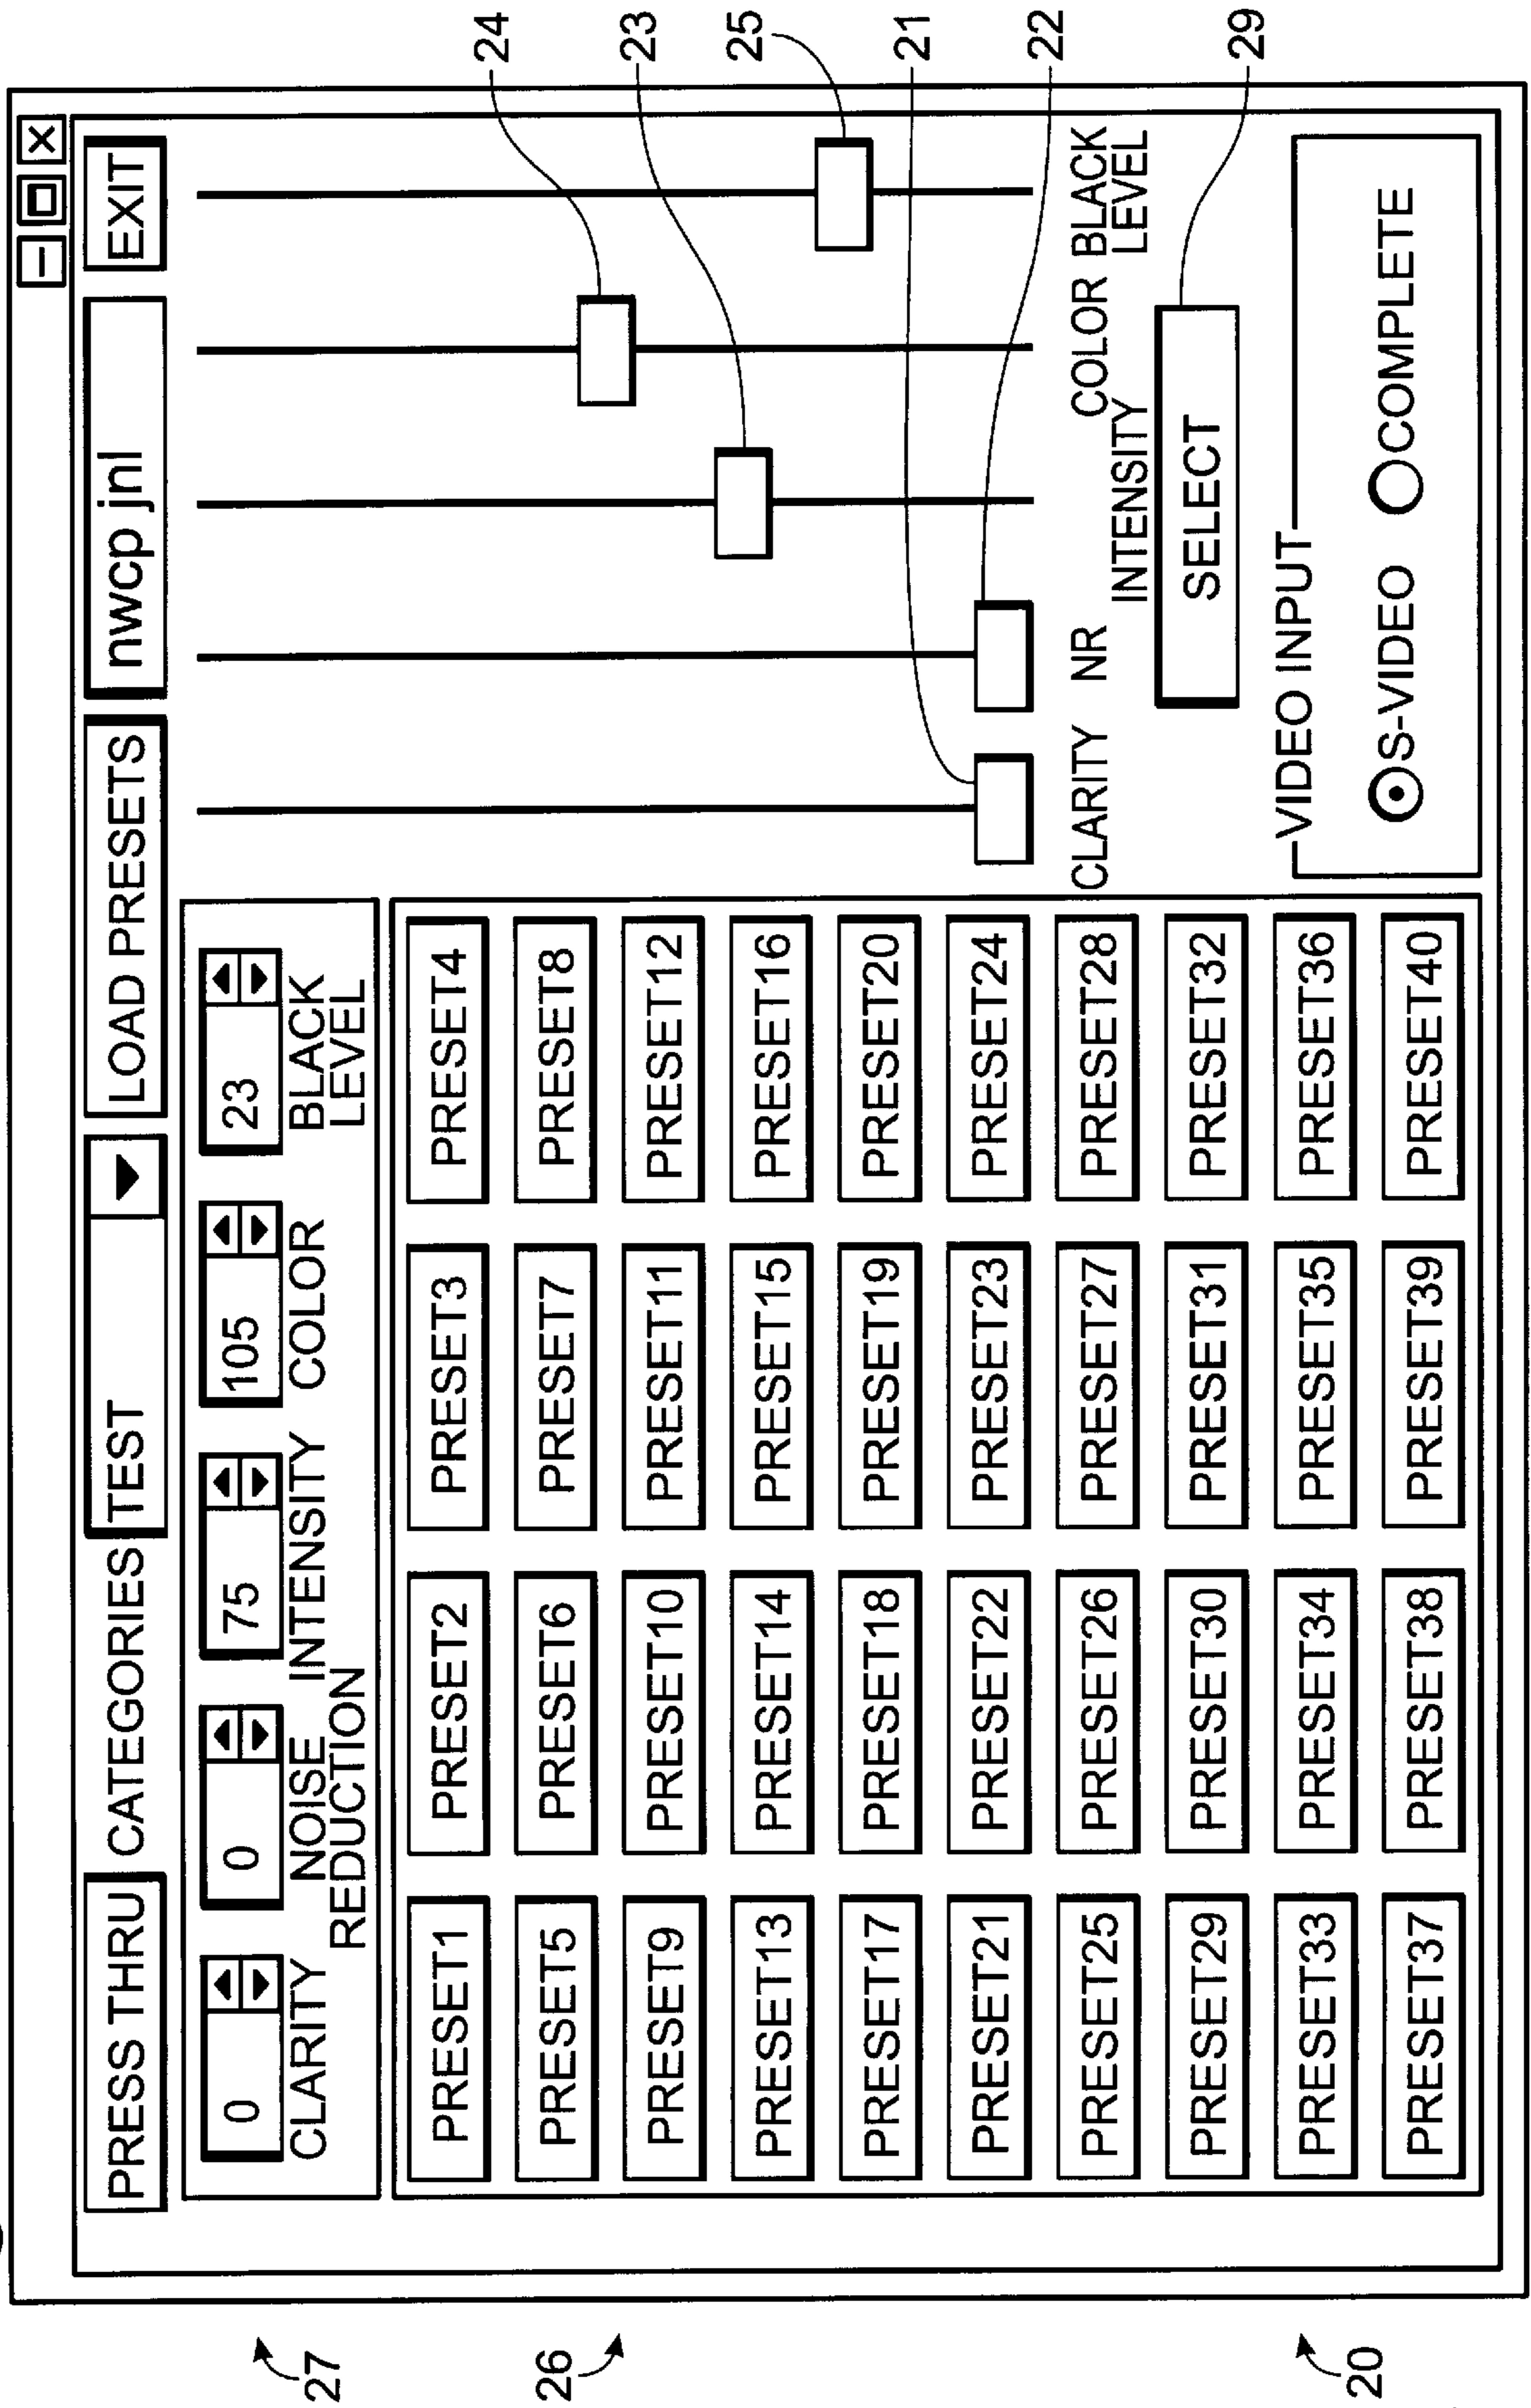 PRESS THRU CATEGORIES TEST LOAD PRESETS nwcp jnl EXIT
0 0 75 105 23
CLARITY NOISE REDUCTION INTENSITY COLOR BLACK LEVEL
PRESET1 PRESET2 PRESET3 PRESET4
PRESET5 PRESET6 PRESET7 PRESET8
PRESET9 PRESET10 PRESET11 PRESET12
PRESET13 PRESET14 PRESET15 PRESET16
PRESET17 PRESET18 PRESET19 PRESET20
PRESET21 PRESET22 PRESET23 PRESET24
PRESET25 PRESET26 PRESET27 PRESET28
PRESET29 PRESET30 PRESET31 PRESET32
PRESET33 PRESET34 PRESET35 PRESET36
PRESET37 PRESET38 PRESET39 PRESET40
CLARITY NR INTENSITY COLOR BLACK LEVEL
SELECT
VIDEO INPUT
S-VIDEO COMPLETE
24
23
25
21
22
29
27
26
20